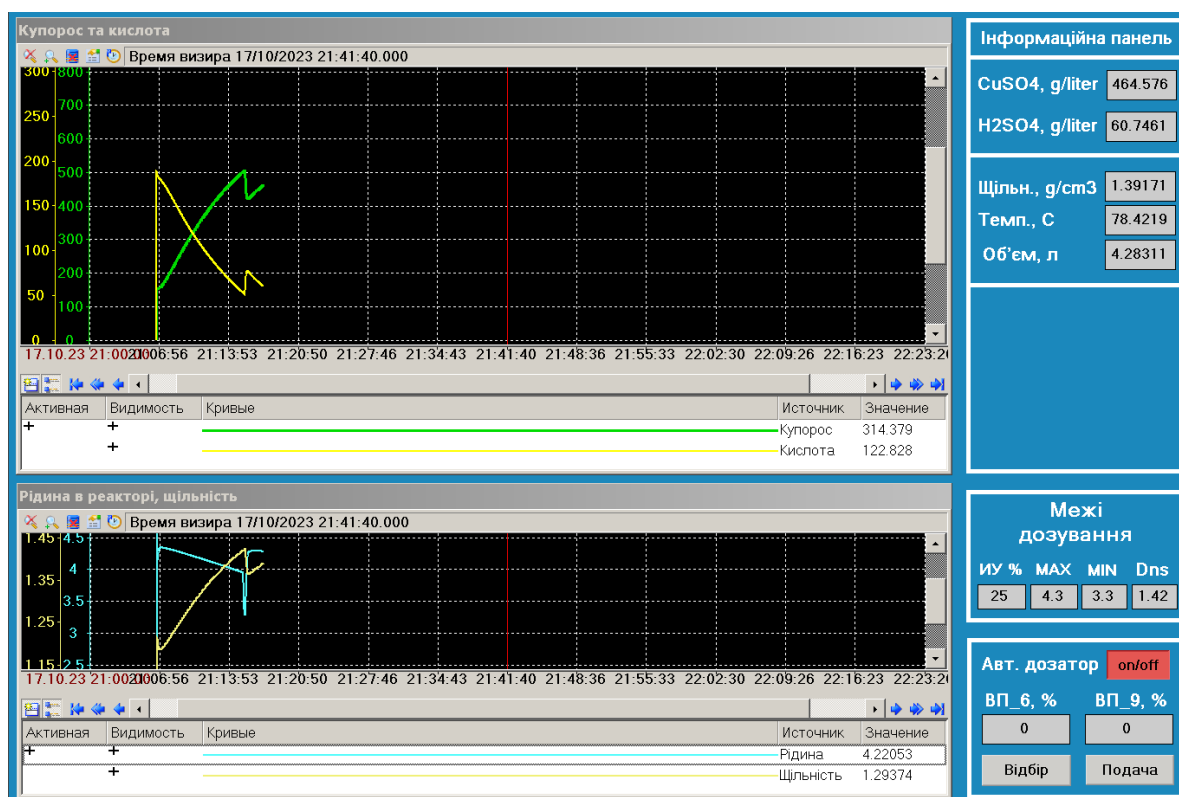 Купорос та кислота
Время визира 17/10/2023 21:41:40.000
300 800
700
250
600
200
500
150 400
300
100
200
50
100
0 0
17.10.23 21:00:00 21:06:56 21:13:53 21:20:50 21:27:46 21:34:43 21:41:40 21:48:36 21:55:33 22:02:30 22:09:26 22:16:23 22:23:20
Активная Видимость Кривые Источник Значение
+ + Купорос 314.379
+ Кислота 122.828
Рідина в реакторі, щільність
Время визира 17/10/2023 21:41:40.000
1.45 4.5
4
1.35
3.5
1.25
3
1.15 2.5
17.10.23 21:00:00 21:06:56 21:13:53 21:20:50 21:27:46 21:34:43 21:41:40 21:48:36 21:55:33 22:02:30 22:09:26 22:16:23 22:23:20
Активная Видимость Кривые Источник Значение
+ + Рідина 4.22053
+ Щільність 1.29374
Інформаційна панель
CuSO4, g/liter 464.576
H2SO4, g/liter 60.7461
Щільн., g/cm3 1.39171
Темп., C 78.4219
Об'єм, л 4.28311
Межі
дозування
ИУ % MAX MIN Dns
25 4.3 3.3 1.42
Авт. дозатор on/off
ВП_6, % ВП_9, %
0 0
Відбір Подача